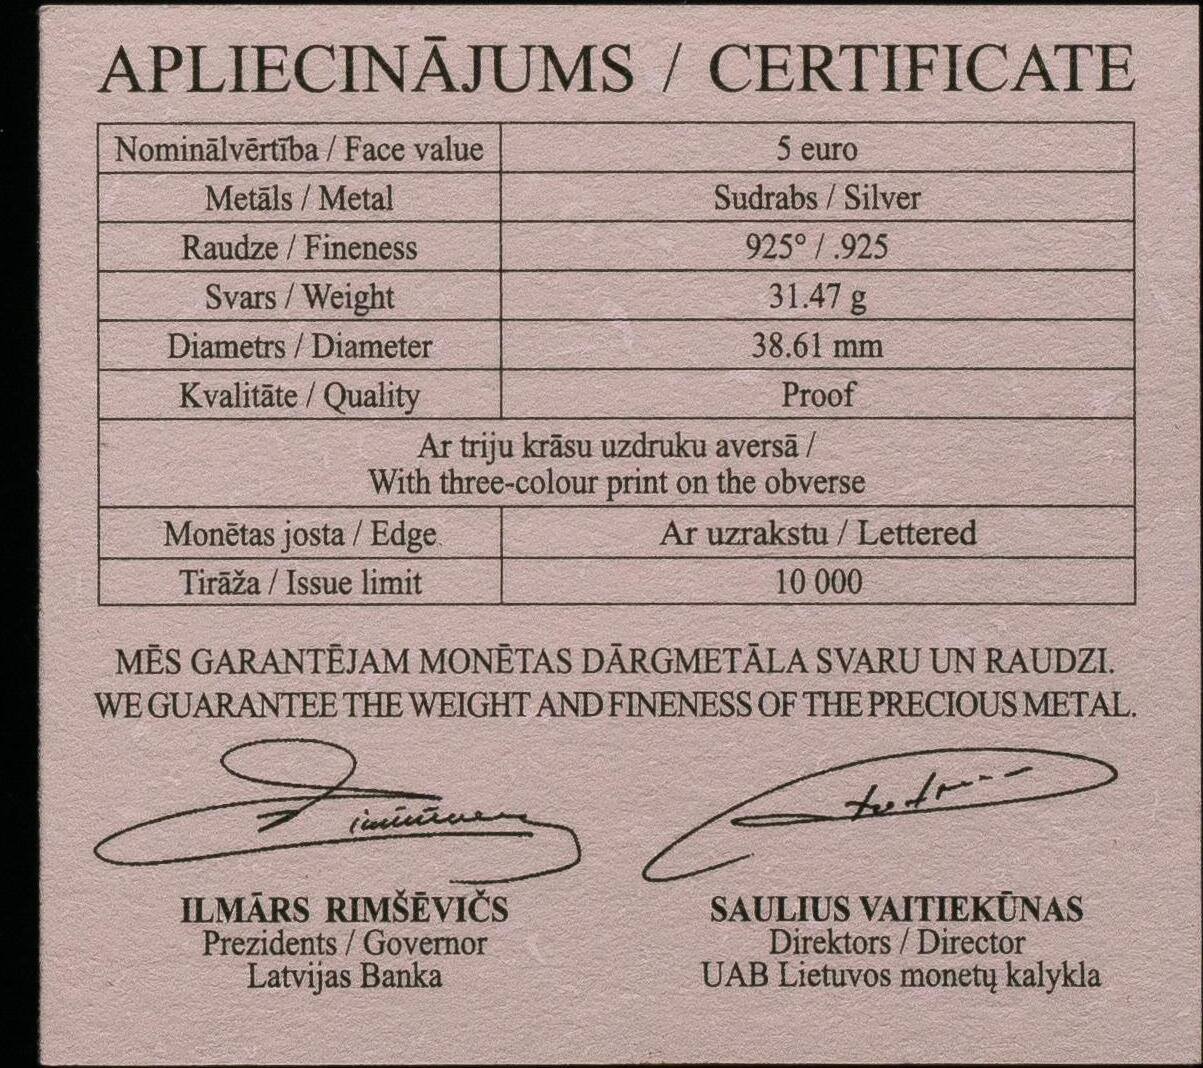 APLIECINĀJUMS / CERTIFICATE
Nominālvērtība / Face value 5 euro
Metāls / Metal Sudrabs / Silver
Raudze / Fineness 925° / .925
Svars / Weight 31.47 g
Diametrs / Diameter 38.61 mm
Kvalitāte / Quality Proof
Ar triju krāsu uzdruku aversā /
With three-colour print on the obverse
Monētas josta / Edge Ar uzrakstu / Lettered
Tirāža / Issue limit 10 000
MĒS GARANTĒJAM MONĒTAS DĀRGMETĀLA SVARU UN RAUDZI.
WE GUARANTEE THE WEIGHT AND FINENESS OF THE PRECIOUS METAL.
ILMĀRS RIMŠĒVIČS
Prezidents / Governor
Latvijas Banka
SAULIUS VAITIEKŪNAS
Direktors / Director
UAB Lietuvos monetų kalykla